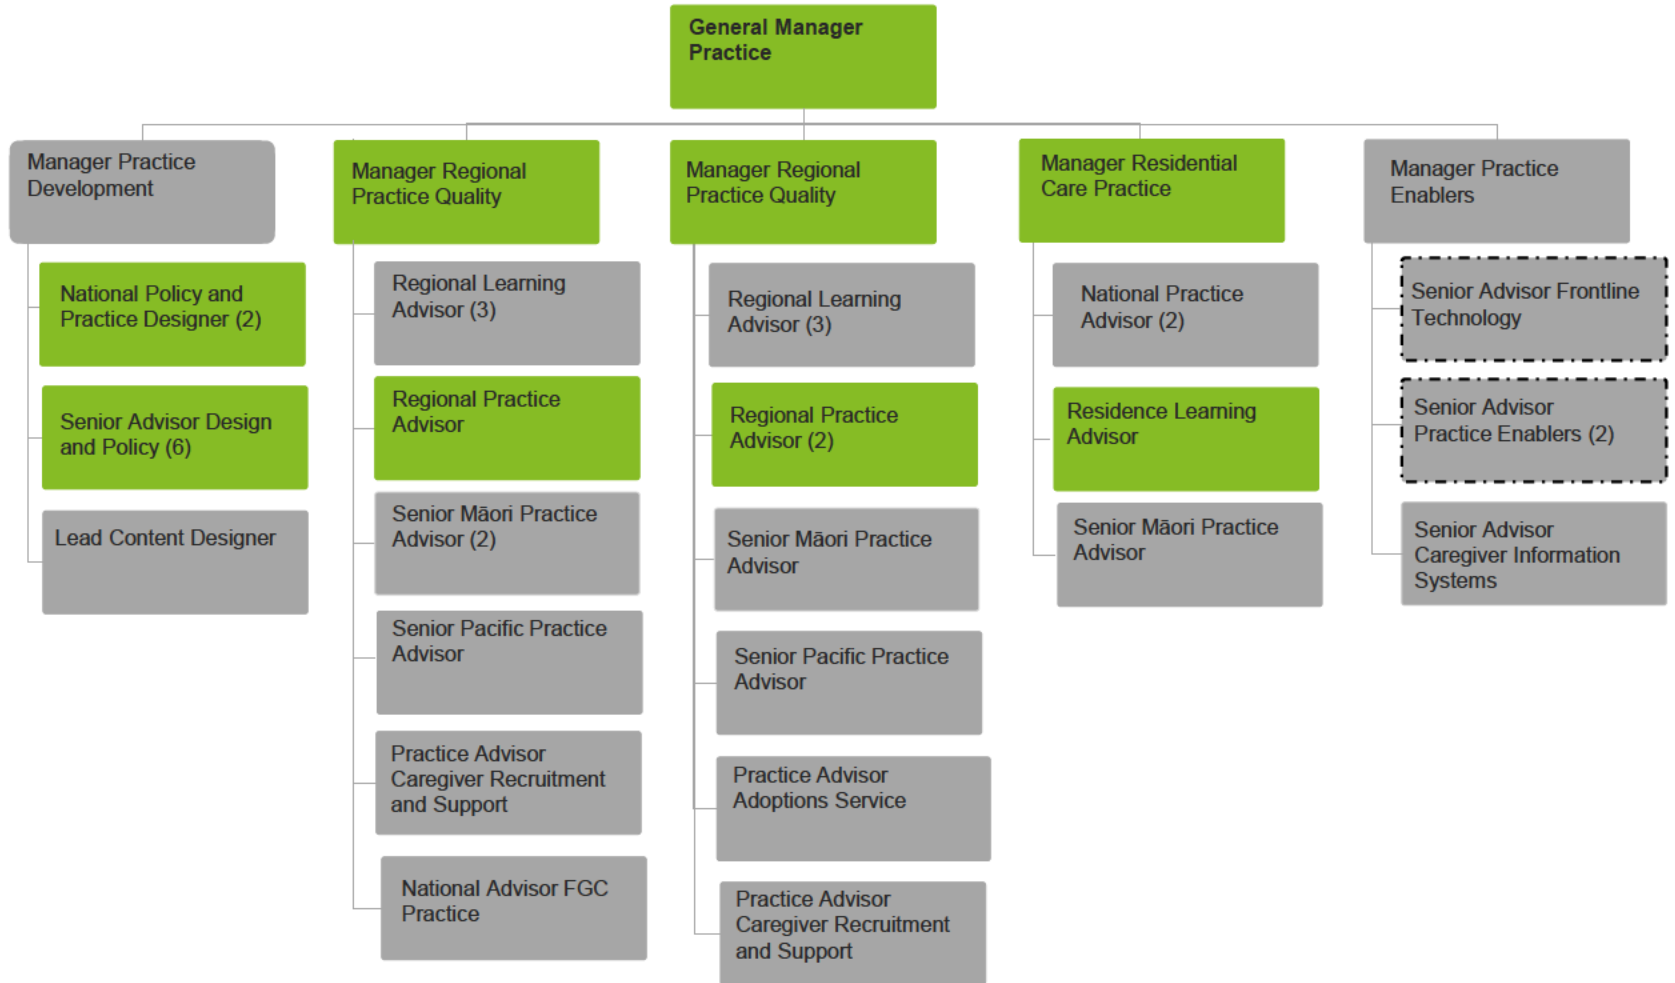 General Manager
Practice
Manager Practice
Development
National Policy and
Practice Designer (2)
Senior Advisor Design
and Policy (6)
Lead Content Designer
Manager Regional
Practice Quality
Regional Learning
Advisor (3)
Regional Practice
Advisor
Senior Māori Practice
Advisor (2)
Senior Pacific Practice
Advisor
Practice Advisor
Caregiver Recruitment
and Support
National Advisor FGC
Practice
Manager Regional
Practice Quality
Regional Learning
Advisor (3)
Regional Practice
Advisor (2)
Senior Māori Practice
Advisor
Senior Pacific Practice
Advisor
Practice Advisor
Adoptions Service
Practice Advisor
Caregiver Recruitment
and Support
Manager Residential
Care Practice
National Practice
Advisor (2)
Residence Learning
Advisor
Senior Māori Practice
Advisor
Manager Practice
Enablers
Senior Advisor Frontline
Technology
Senior Advisor
Practice Enablers (2)
Senior Advisor
Caregiver Information
Systems